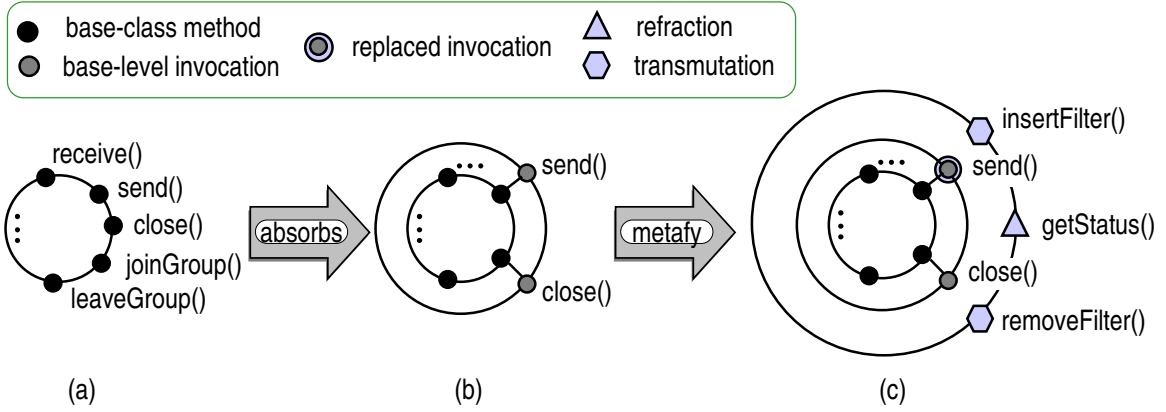 base-class method
base-level invocation
replaced invocation
refraction
transmutation
receive()
send()
close()
joinGroup()
leaveGroup()
absorbs
send()
close()
metafy
insertFilter()
send()
getStatus()
close()
removeFilter()
(a)
(b)
(c)